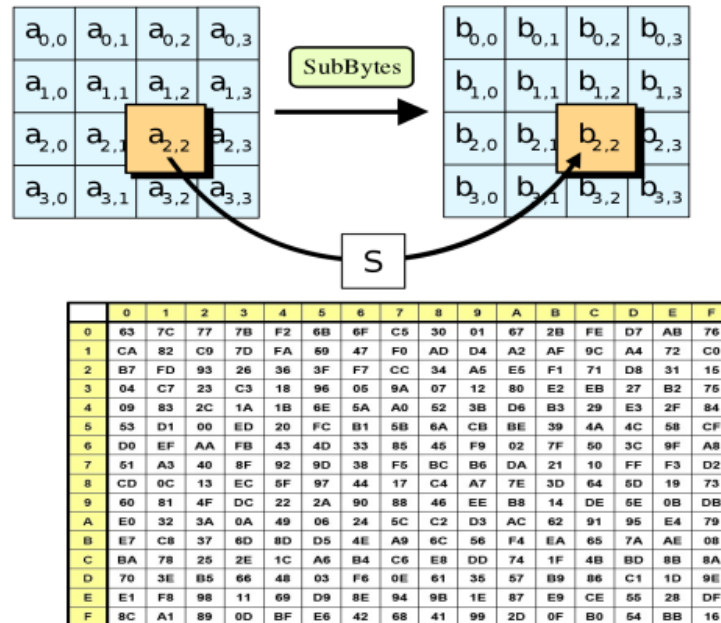 a0,0 a0,1 a0,2 a0,3 b0,0 b0,1 b0,2 b0,3
SubBytes
a1,0 a1,1 a1,2 a1,3 b1,0 b1,1 b1,2 b1,3
a2,0 a2,1 a2,2 a2,3 b2,0 b2,1 b2,2 b2,3
a3,0 a3,1 a3,2 a3,3 b3,0 b3,1 b3,2 b3,3
S
0 1 2 3 4 5 6 7 8 9 A B C D E F
0 63 7C 77 7B F2 6B 6F C5 30 01 67 2B FE D7 AB 76
1 CA 82 C9 7D FA 59 47 F0 AD D4 A2 AF 9C A4 72 C0
2 B7 FD 93 26 36 3F F7 CC 34 A5 E5 F1 71 D8 31 15
3 04 C7 23 C3 18 96 05 9A 07 12 80 E2 EB 27 B2 75
4 09 83 2C 1A 1B 6E 5A A0 52 3B D6 B3 29 E3 2F 84
5 53 D1 00 ED 20 FC B1 5B 6A CB BE 39 4A 4C 58 CF
6 D0 EF AA FB 43 4D 33 85 45 F9 02 7F 50 3C 9F A8
7 51 A3 40 8F 92 9D 38 F5 BC B6 DA 21 10 FF F3 D2
8 CD 0C 13 EC 5F 97 44 17 C4 A7 7E 3D 64 5D 19 73
9 60 81 4F DC 22 2A 90 88 46 EE B8 14 DE 5E 0B DB
A E0 32 3A 0A 49 06 24 5C C2 D3 AC 62 91 95 E4 79
B E7 C8 37 6D 8D D5 4E A9 6C 56 F4 EA 65 7A AE 08
C BA 78 25 2E 1C A6 B4 C6 E8 DD 74 1F 4B BD 8B 8A
D 70 3E B5 66 48 03 F6 0E 61 35 57 B9 86 C1 1D 9E
E E1 F8 98 11 69 D9 8E 94 9B 1E 87 E9 CE 55 28 DF
F 8C A1 89 0D BF E6 42 68 41 99 2D 0F B0 54 BB 16